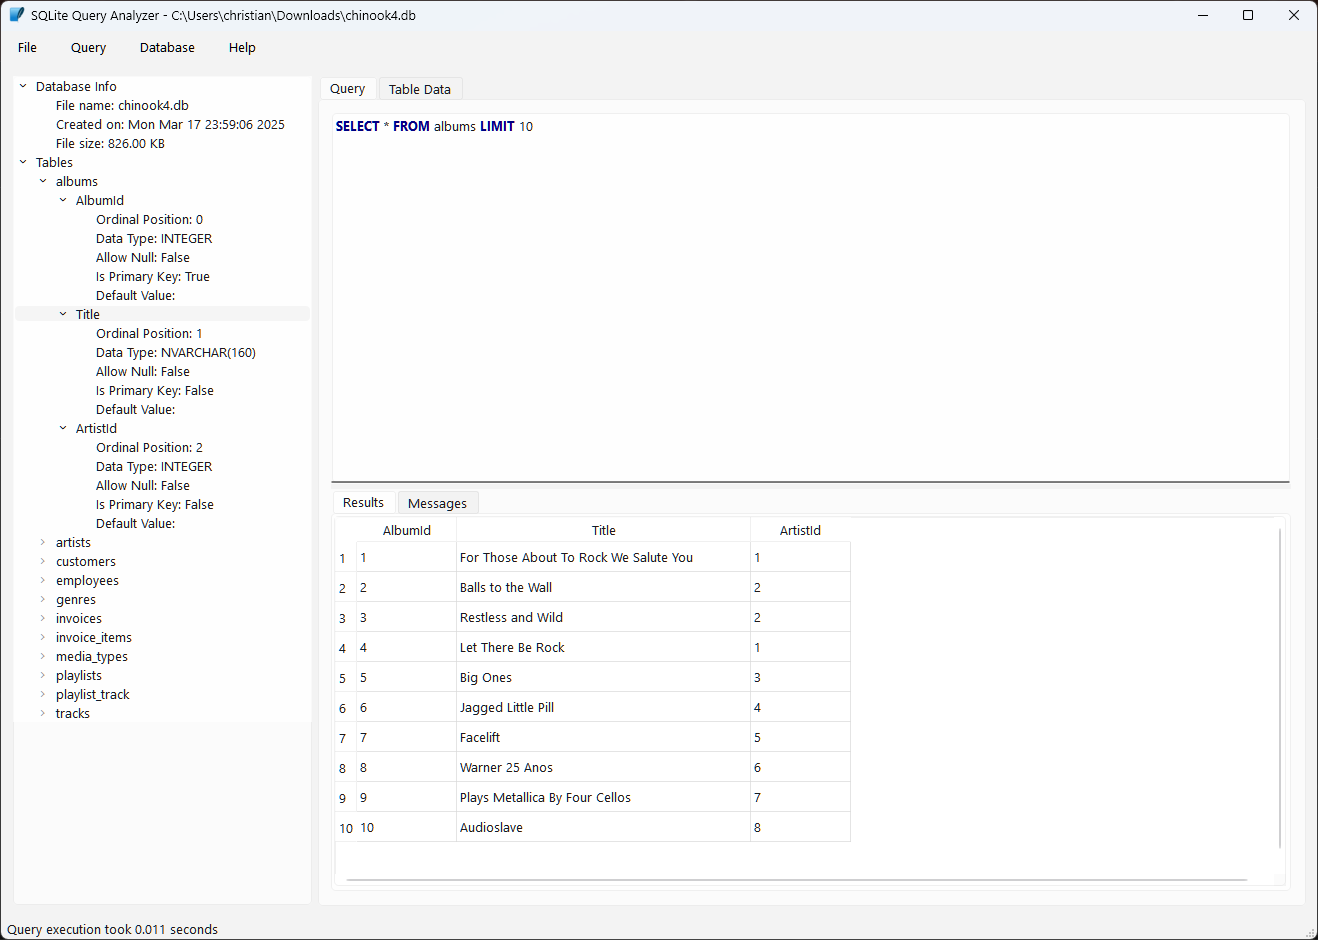 SQLite Query Analyzer - C:\Users\christian\Downloads\chinook4.db
File Query Database Help
Database Info
File name: chinook4.db
Created on: Mon Mar 17 23:59:06 2025
File size: 826.00 KB
Tables
albums
AlbumId
Ordinal Position: 0
Data Type: INTEGER
Allow Null: False
Is Primary Key: True
Default Value:
Title
Ordinal Position: 1
Data Type: NVARCHAR(160)
Allow Null: False
Is Primary Key: False
Default Value:
ArtistId
Ordinal Position: 2
Data Type: INTEGER
Allow Null: False
Is Primary Key: False
Default Value:
artists
customers
employees
genres
invoices
invoice_items
media_types
playlists
playlist_track
tracks
Query Table Data
SELECT * FROM albums LIMIT 10
Results Messages
AlbumId Title ArtistId
1 1 For Those About To Rock We Salute You 1
2 2 Balls to the Wall 2
3 3 Restless and Wild 2
4 4 Let There Be Rock 1
5 5 Big Ones 3
6 6 Jagged Little Pill 4
7 7 Facelift 5
8 8 Warner 25 Anos 6
9 9 Plays Metallica By Four Cellos 7
10 10 Audioslave 8
Query execution took 0.011 seconds